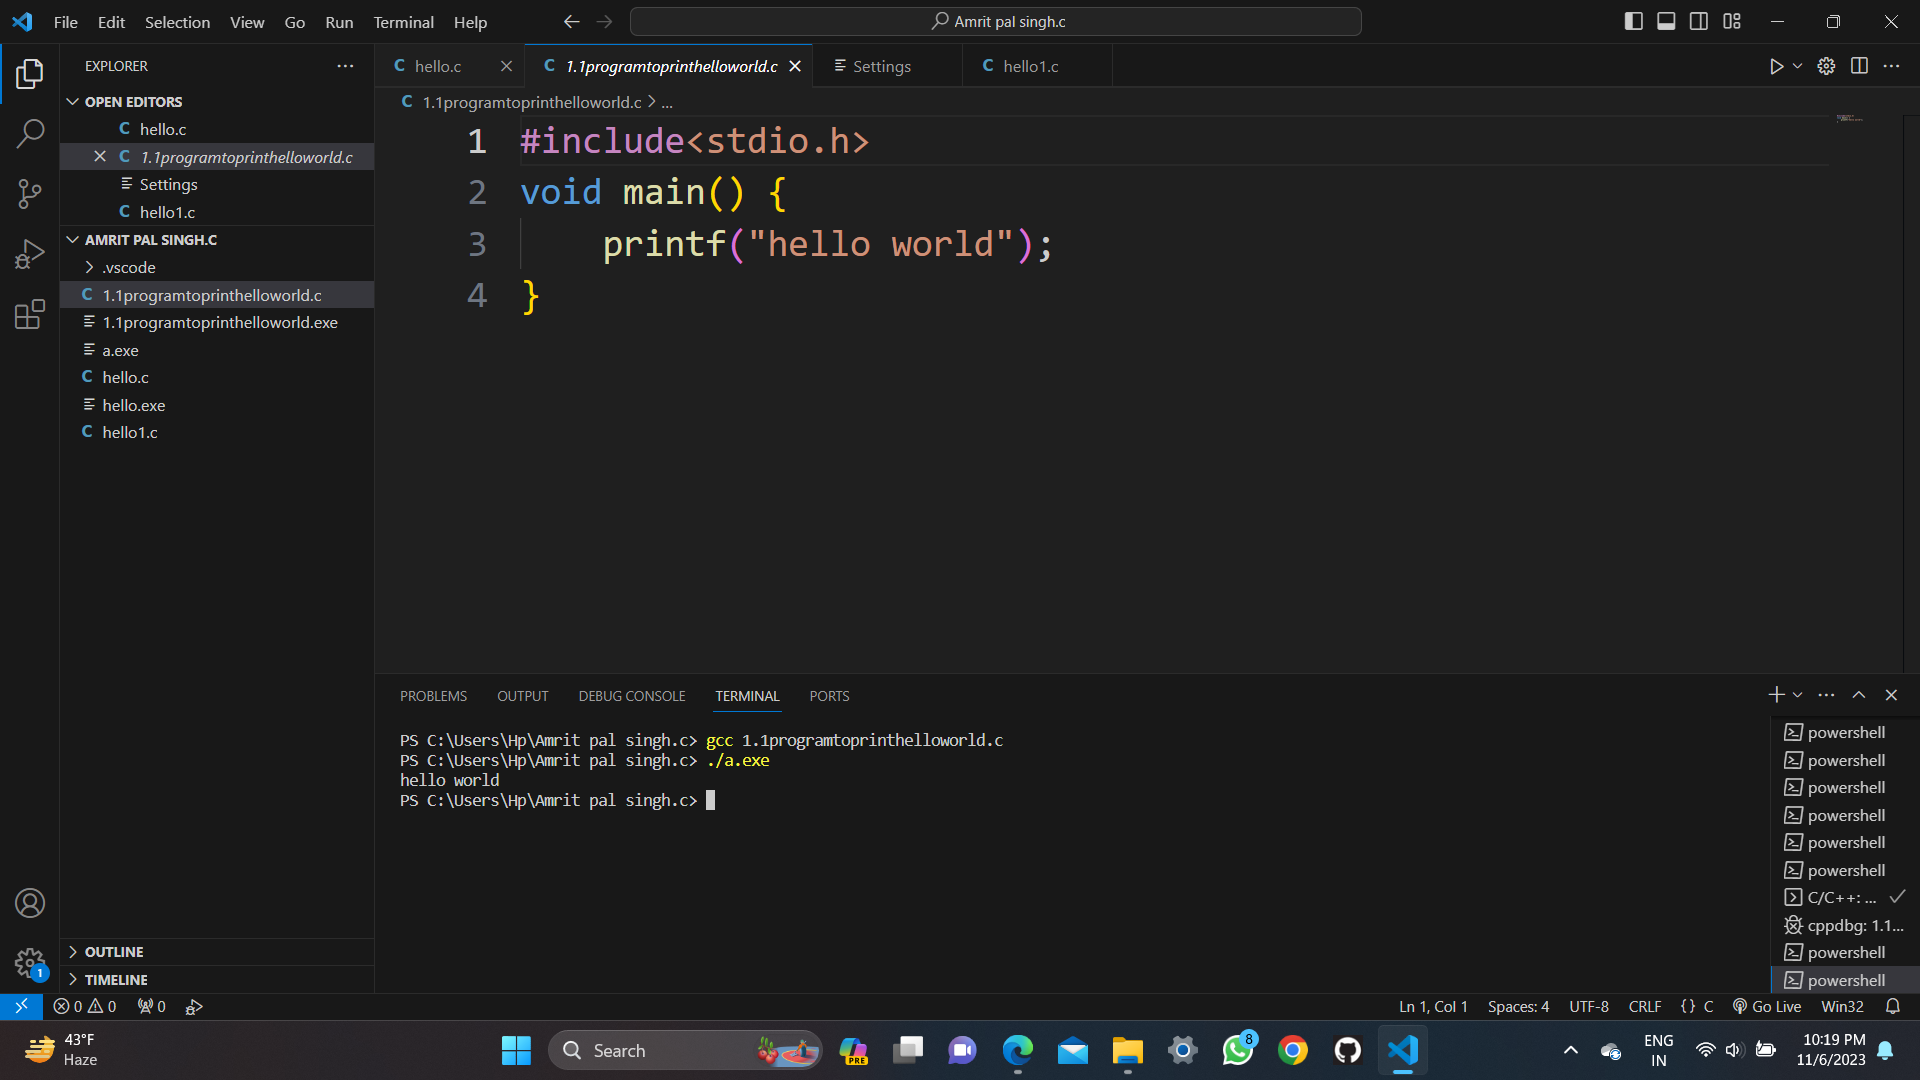 File Edit Selection View Go Run Terminal Help
Amrit pal singh.c
EXPLORER
OPEN EDITORS
hello.c
1.1programtoprinthelloworld.c
Settings
hello1.c
AMRIT PAL SINGH.C
.vscode
1.1programtoprinthelloworld.c
1.1programtoprinthelloworld.exe
a.exe
hello.c
hello.exe
hello1.c
OUTLINE
TIMELINE
hello.c 1.1programtoprinthelloworld.c Settings hello1.c
1.1programtoprinthelloworld.c > ...
1 #include<stdio.h>
2 void main() {
3 printf("hello world");
4 }
PROBLEMS OUTPUT DEBUG CONSOLE TERMINAL PORTS
PS C:\Users\Hp\Amrit pal singh.c> gcc 1.1programtoprinthelloworld.c
PS C:\Users\Hp\Amrit pal singh.c> ./a.exe
hello world
PS C:\Users\Hp\Amrit pal singh.c>
powershell
powershell
powershell
powershell
powershell
powershell
C/C++: ...
cppdbg: 1.1...
powershell
powershell
1
0 0 0 Ln 1, Col 1 Spaces: 4 UTF-8 CRLF {} C Go Live Win32
43°F
Haze
Search
PRE
8
ENG
IN
10:19 PM
11/6/2023